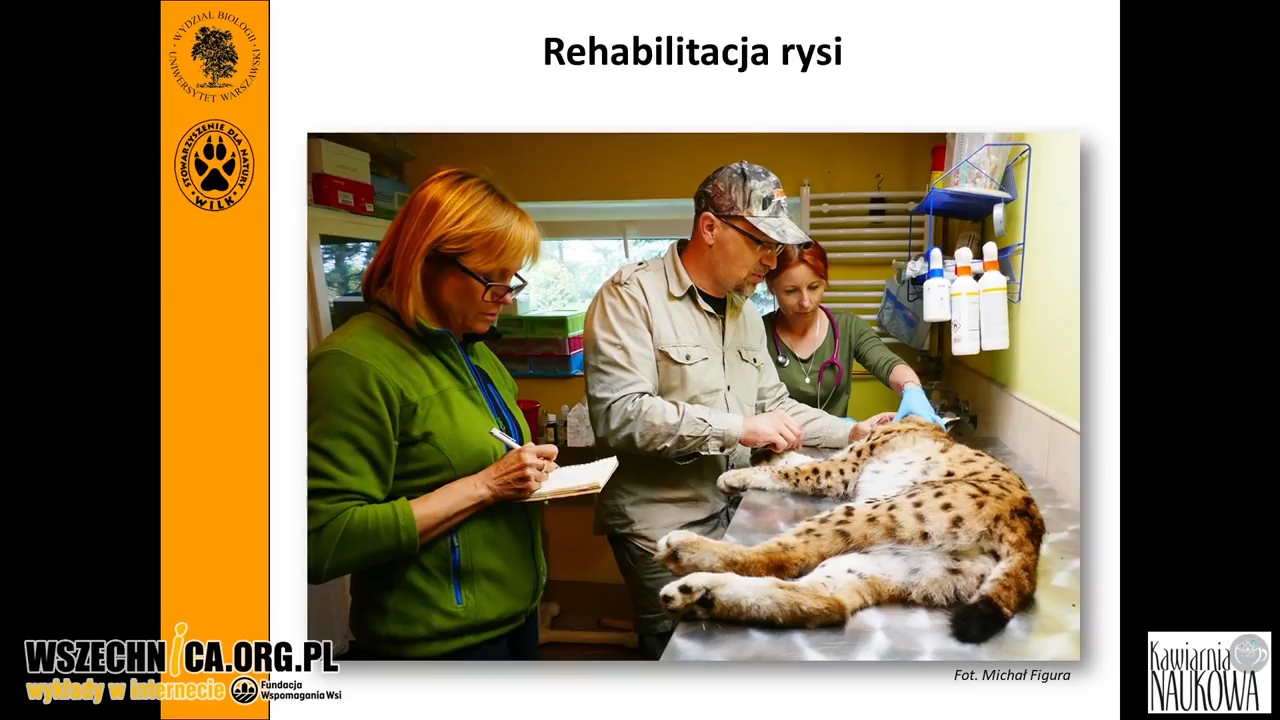 Rehabilitacja rysi
WYDZIAŁ BIOLOGII
UNIWERSYTET WARSZAWSKI
STOWARZYSZENIE DLA NATURY
WILK
Fot. Michał Figura
WSZECHNICA.ORG.PL
wykłady w internecie
Fundacja
Wspomagania Wsi
Kawiarnia
NAUKOWA